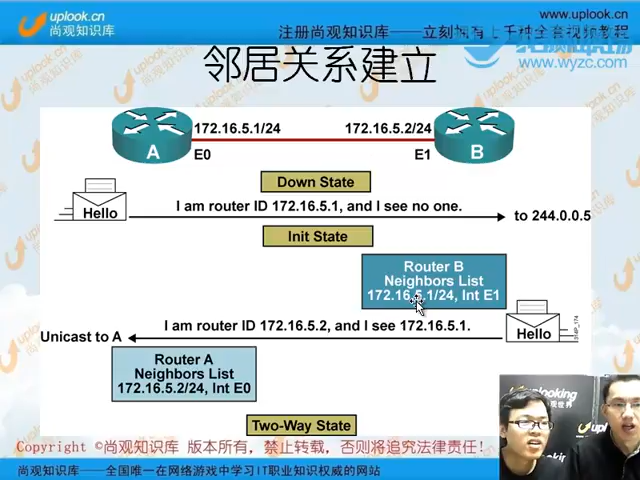 uplook.cn
尚观知识库
www.uplook.cn
注册尚观知识库——立刻拥有上千种全套视频教程
www.wyzc.com
邻居关系建立
172.16.5.1/24
172.16.5.2/24
A
E0
E1
B
Down State
Hello
I am router ID 172.16.5.1, and I see no one.
to 244.0.0.5
Init State
Router B
Neighbors List
172.16.5.1/24, Int E1
I am router ID 172.16.5.2, and I see 172.16.5.1.
Hello
Unicast to A
Router A
Neighbors List
172.16.5.2/24, Int E0
Two-Way State
uplooking
Copyright ©尚观知识库 版本所有，禁止转载，否则将追究法律责任！
尚观知识库——全国唯一在网络游戏中学习IT职业知识权威的网站